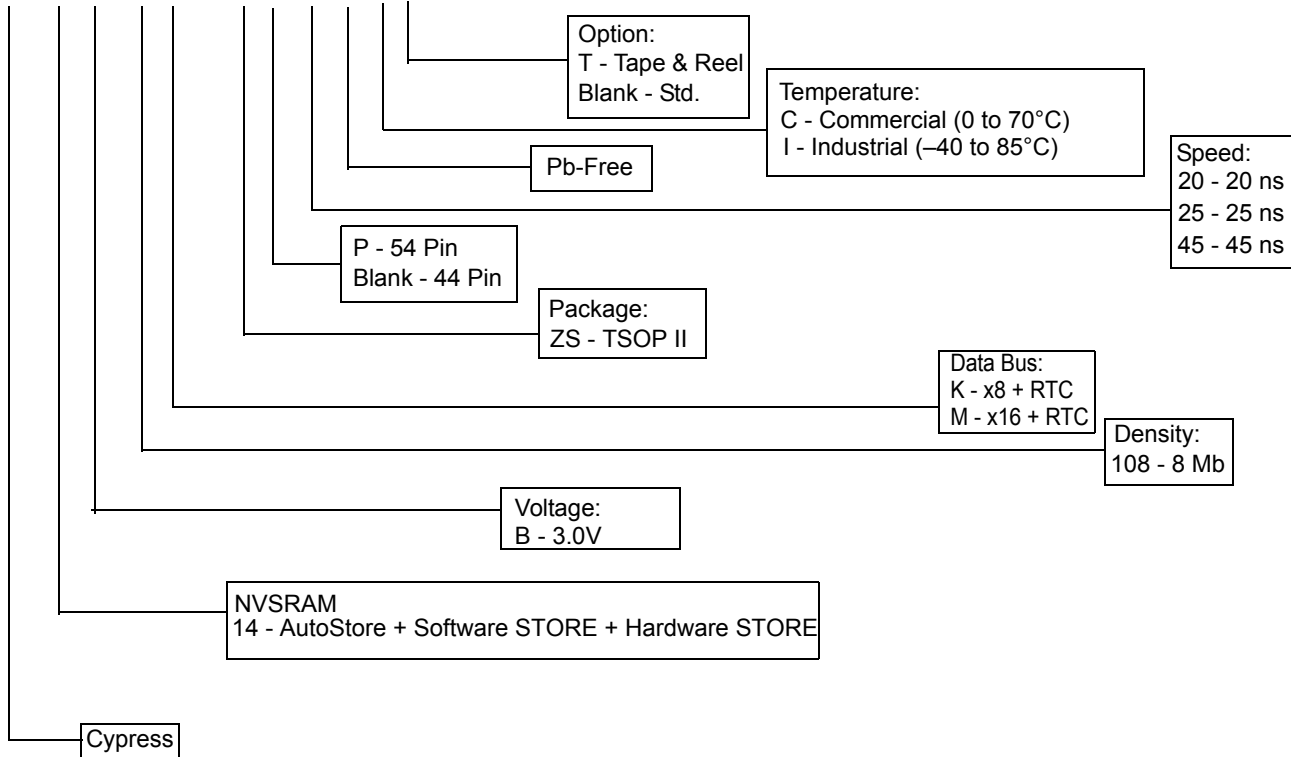 Option:
T - Tape & Reel
Blank - Std.
Temperature:
C - Commercial (0 to 70°C)
I - Industrial (–40 to 85°C)
Speed:
20 - 20 ns
25 - 25 ns
45 - 45 ns
Pb-Free
P - 54 Pin
Blank - 44 Pin
Package:
ZS - TSOP II
Data Bus:
K - x8 + RTC
M - x16 + RTC
Density:
108 - 8 Mb
Voltage:
B - 3.0V
NVSRAM
14 - AutoStore + Software STORE + Hardware STORE
Cypress